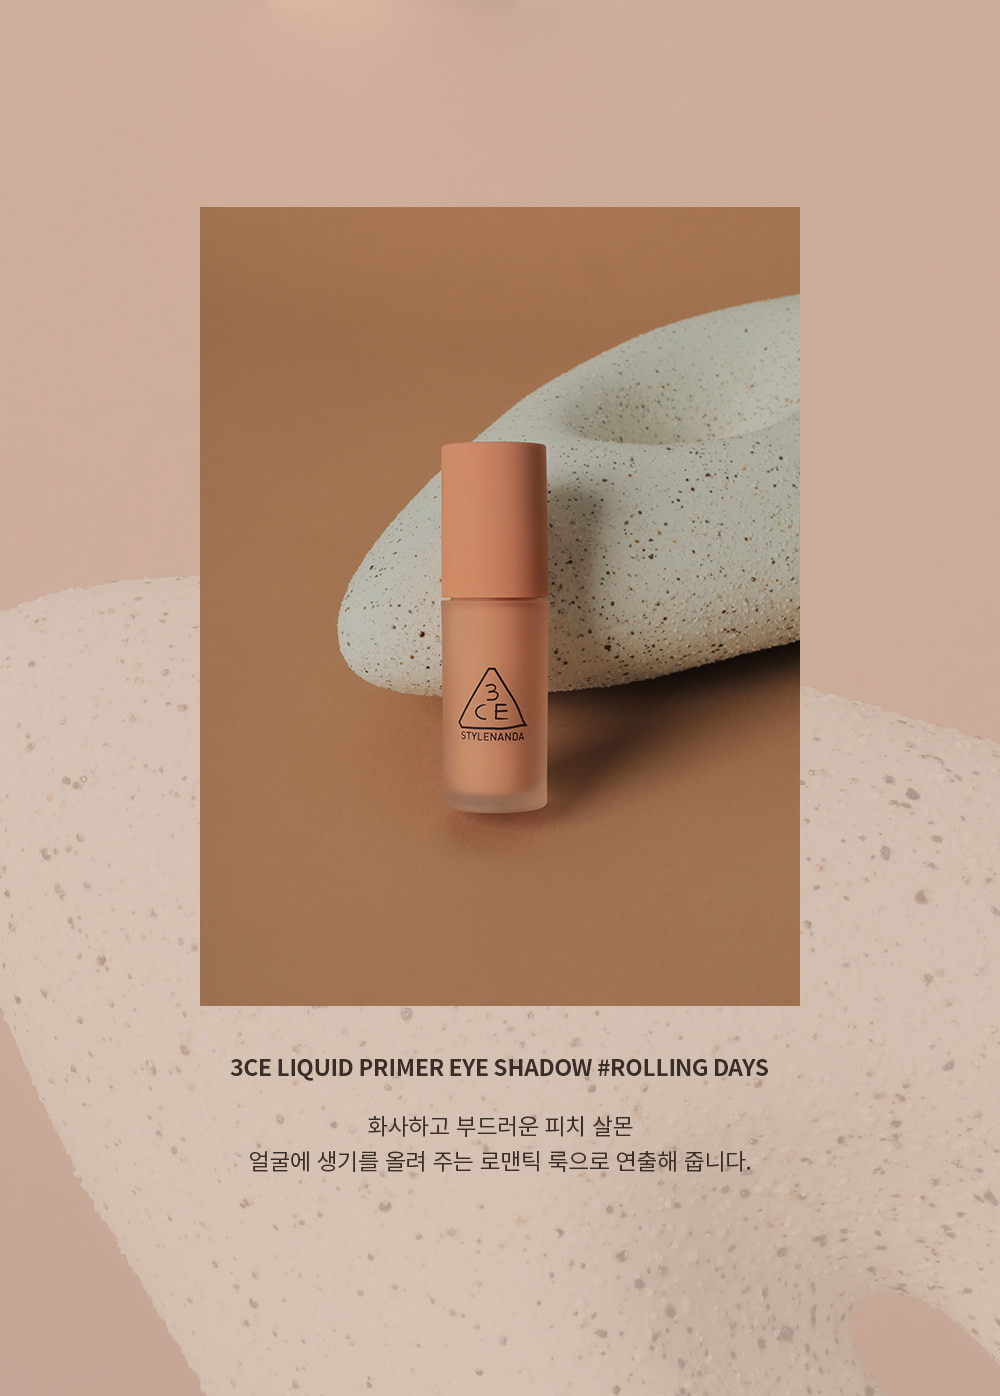 3
CE
STYLENANDA
3CE LIQUID PRIMER EYE SHADOW #ROLLING DAYS
화사하고 부드러운 피치 살몬
얼굴에 생기를 올려 주는 로맨틱 룩으로 연출해 줍니다.